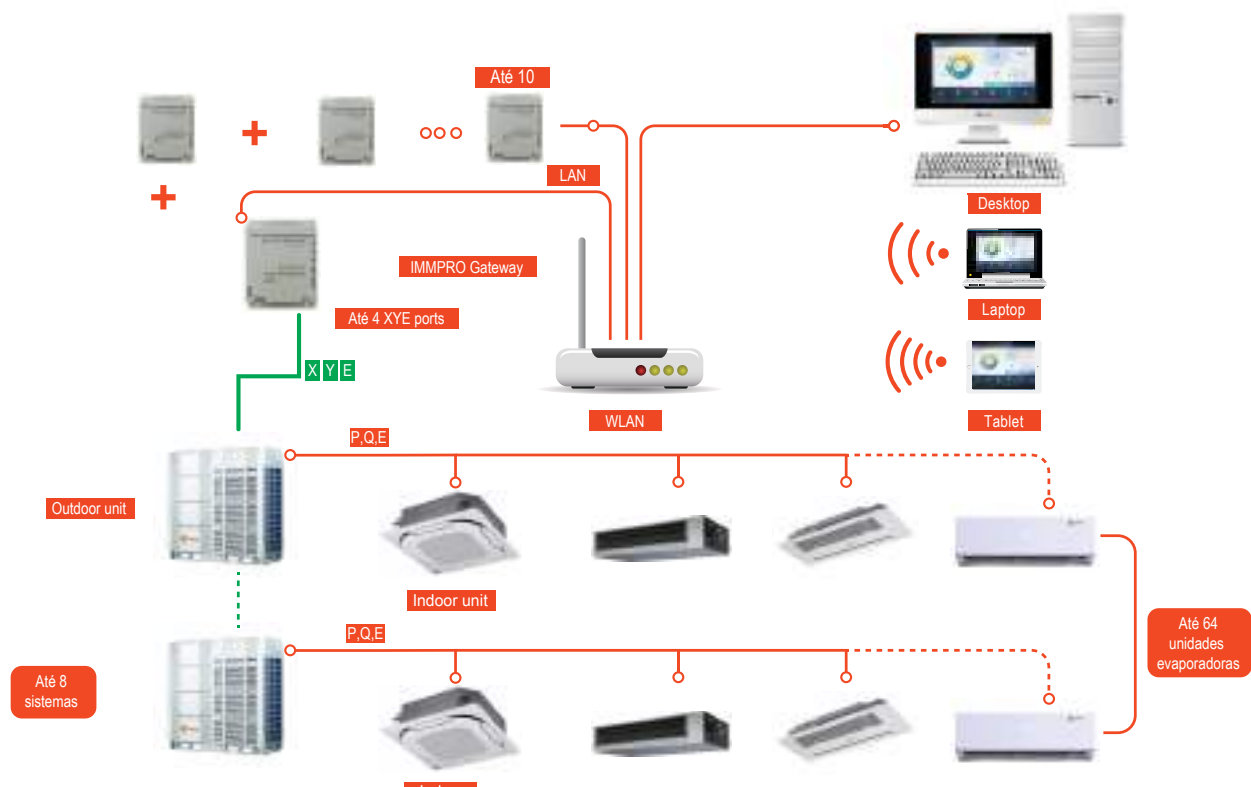 Até 10
LAN
Desktop
IMMPRO Gateway
Laptop
Até 4 XYE ports
X Y E
WLAN
Tablet
P,Q,E
Outdoor unit
Indoor unit
P,Q,E
Até 64
unidades
evaporadoras
Até 8
sistemas